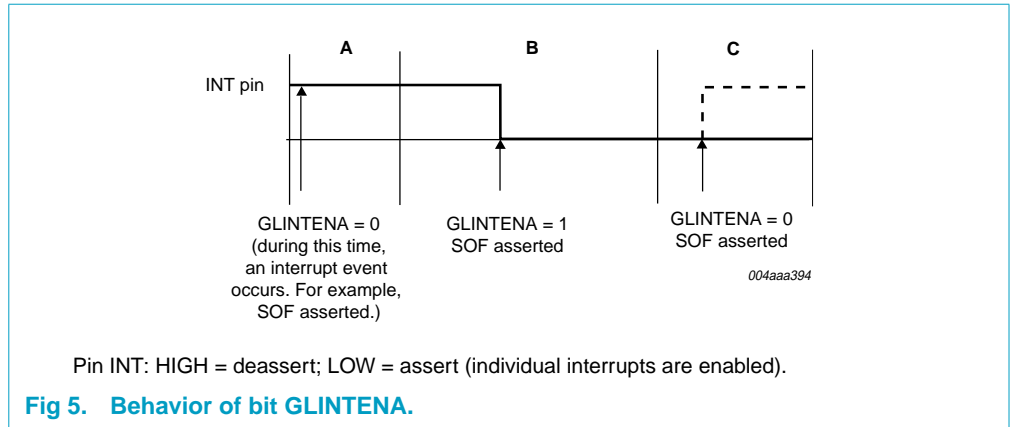 A
B
C
INT pin
GLINTENA = 0
(during this time,
an interrupt event
occurs. For example,
SOF asserted.)
GLINTENA = 1
SOF asserted
GLINTENA = 0
SOF asserted
004aaa394
Pin INT: HIGH = deassert; LOW = assert (individual interrupts are enabled).
Fig 5. Behavior of bit GLINTENA.